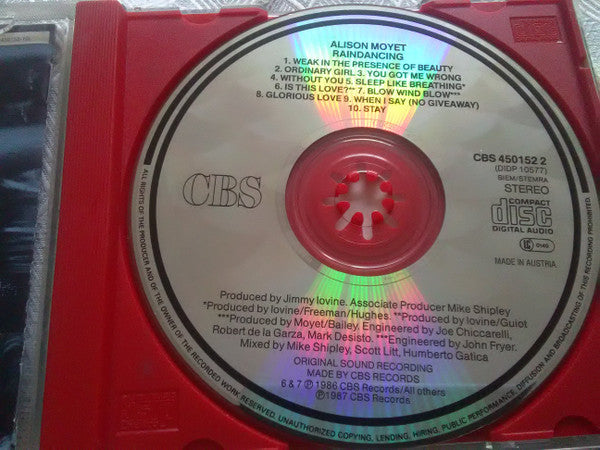 ALISON MOYET
RAINDANCING
1. WEAK IN THE PRESENCE OF BEAUTY
2. ORDINARY GIRL 3. YOU GOT ME WRONG
4. WITHOUT YOU 5. SLEEP LIKE BREATHING*
6. IS THIS LOVE?** 7. BLOW WIND BLOW***
8. GLORIOUS LOVE 9. WHEN I SAY (NO GIVEAWAY)
10. STAY
CBS
CBS 450152 2
(DIDP 10577)
BIEM/STEMRA
STEREO
COMPACT
disc
DIGITAL AUDIO
LC 0149
MADE IN AUSTRIA
Produced by Jimmy Iovine. Associate Producer Mike Shipley
*Produced by Iovine/Freeman/Hughes. **Produced by Iovine/Guiot
***Produced by Moyet/Bailey. Engineered by Joe Chiccarelli,
Robert de la Garza, Mark Desisto. ***Engineered by John Fryer.
Mixed by Mike Shipley, Scott Litt, Humberto Gatica
ORIGINAL SOUND RECORDING
MADE BY CBS RECORDS
6 & 7 ℗ 1986 CBS Records/All others
℗ 1987 CBS Records
ALL RIGHTS OF THE PRODUCER AND OF THE OWNER OF THE RECORDED WORK RESERVED. UNAUTHORIZED COPYING, LENDING, HIRING, PUBLIC PERFORMANCE, DIFFUSION AND BROADCASTING OF THIS RECORDING PROHIBITED.